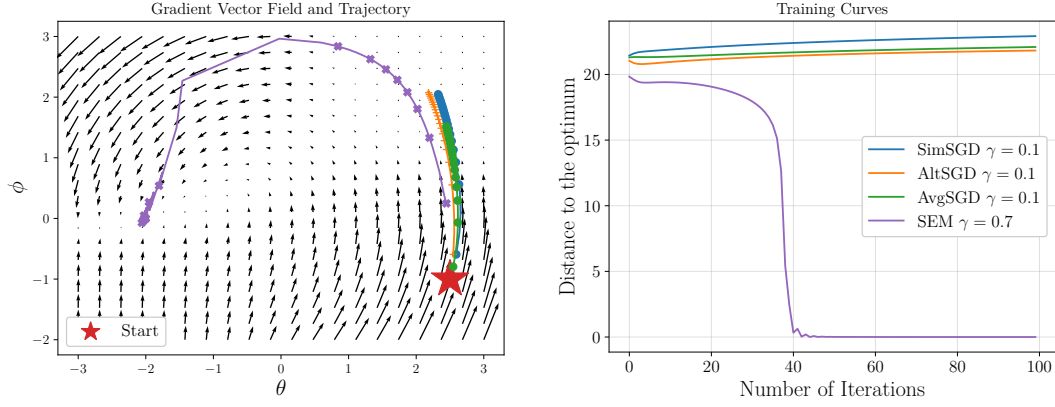 Gradient Vector Field and Trajectory
3
2
1
0
−1
−2
ϕ
Start
−3
−2
−1
0
1
2
3
θ
Training Curves
20
15
10
5
0
Distance to the optimum
SimSGD γ = 0.1
AltSGD γ = 0.1
AvgSGD γ = 0.1
SEM γ = 0.7
0
20
40
60
80
100
Number of Iterations